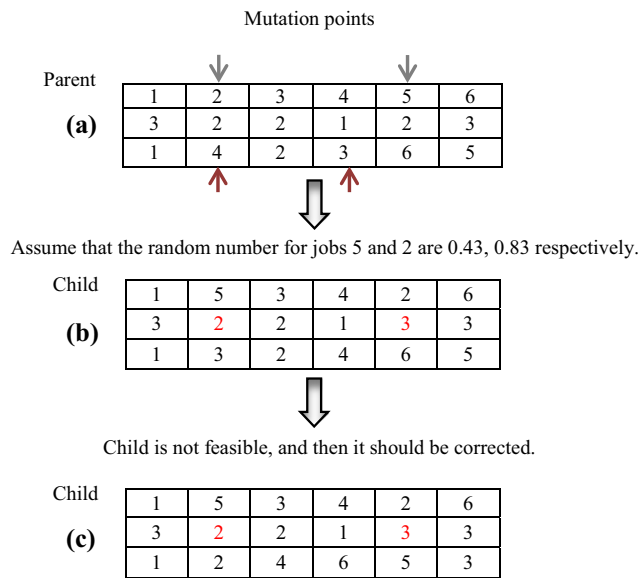 Mutation points
Parent
1 2 3 4 5 6
(a)
3 2 2 1 2 3
1 4 2 3 6 5
Assume that the random number for jobs 5 and 2 are 0.43, 0.83 respectively.
Child
1 5 3 4 2 6
(b)
3 2 2 1 3 3
1 3 2 4 6 5
Child is not feasible, and then it should be corrected.
Child
1 5 3 4 2 6
(c)
3 2 2 1 3 3
1 2 4 6 5 3